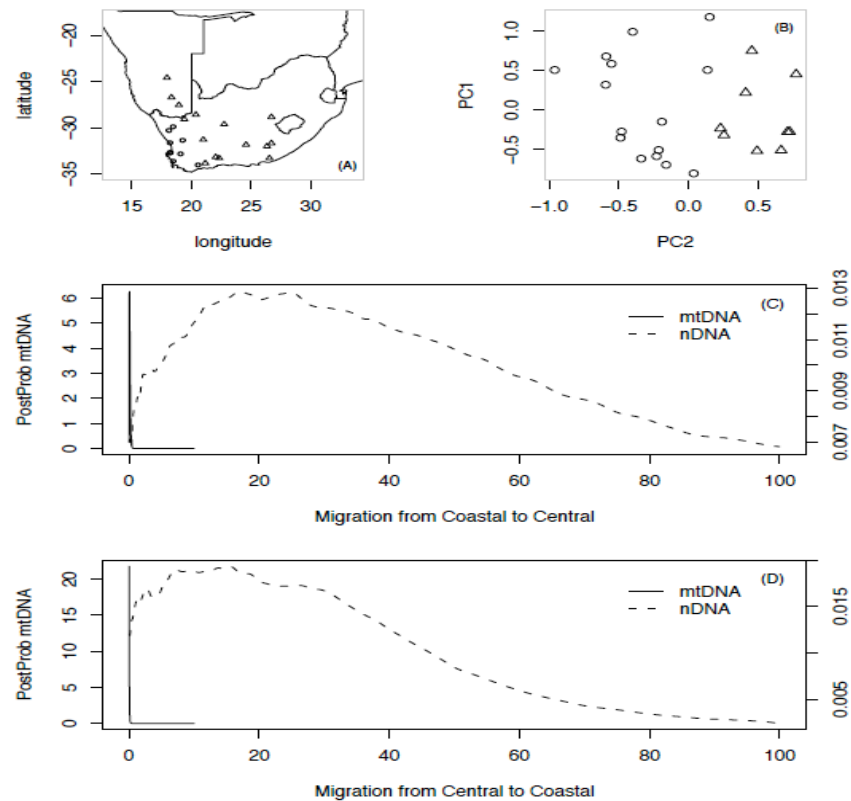 latitude
−20
−25
−30
−35
(A)
15
20
25
30
longitude
PC1
1.0
0.5
0.0
−0.5
(B)
−1.0
−0.5
0.0
0.5
PC2
PostProb mtDNA
6
5
4
3
2
1
0
mtDNA
nDNA
(C)
0.013
0.011
0.009
0.007
0
20
40
60
80
100
Migration from Coastal to Central
PostProb mtDNA
20
15
10
5
0
mtDNA
nDNA
(D)
0.015
0.005
0
20
40
60
80
100
Migration from Central to Coastal